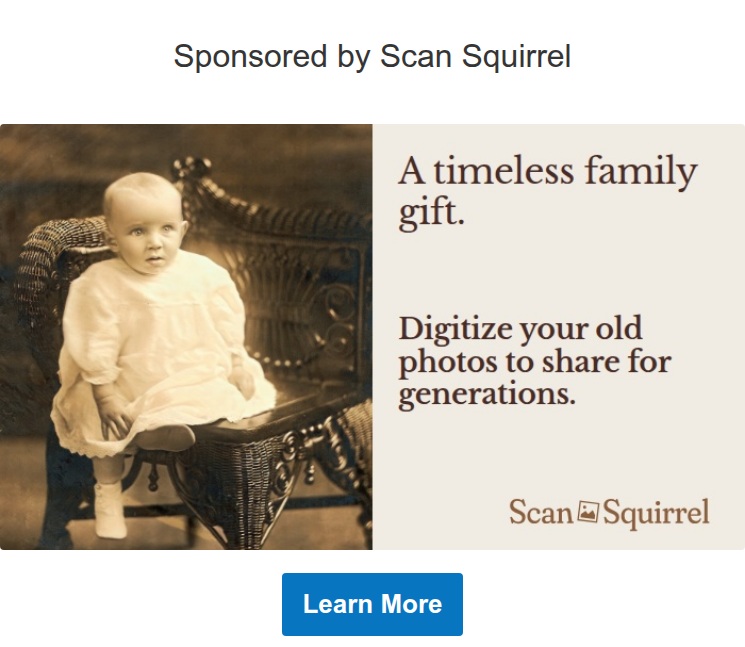 Sponsored by Scan Squirrel
A timeless family
gift.
Digitize your old
photos to share for
generations.
Scan Squirrel
Learn More